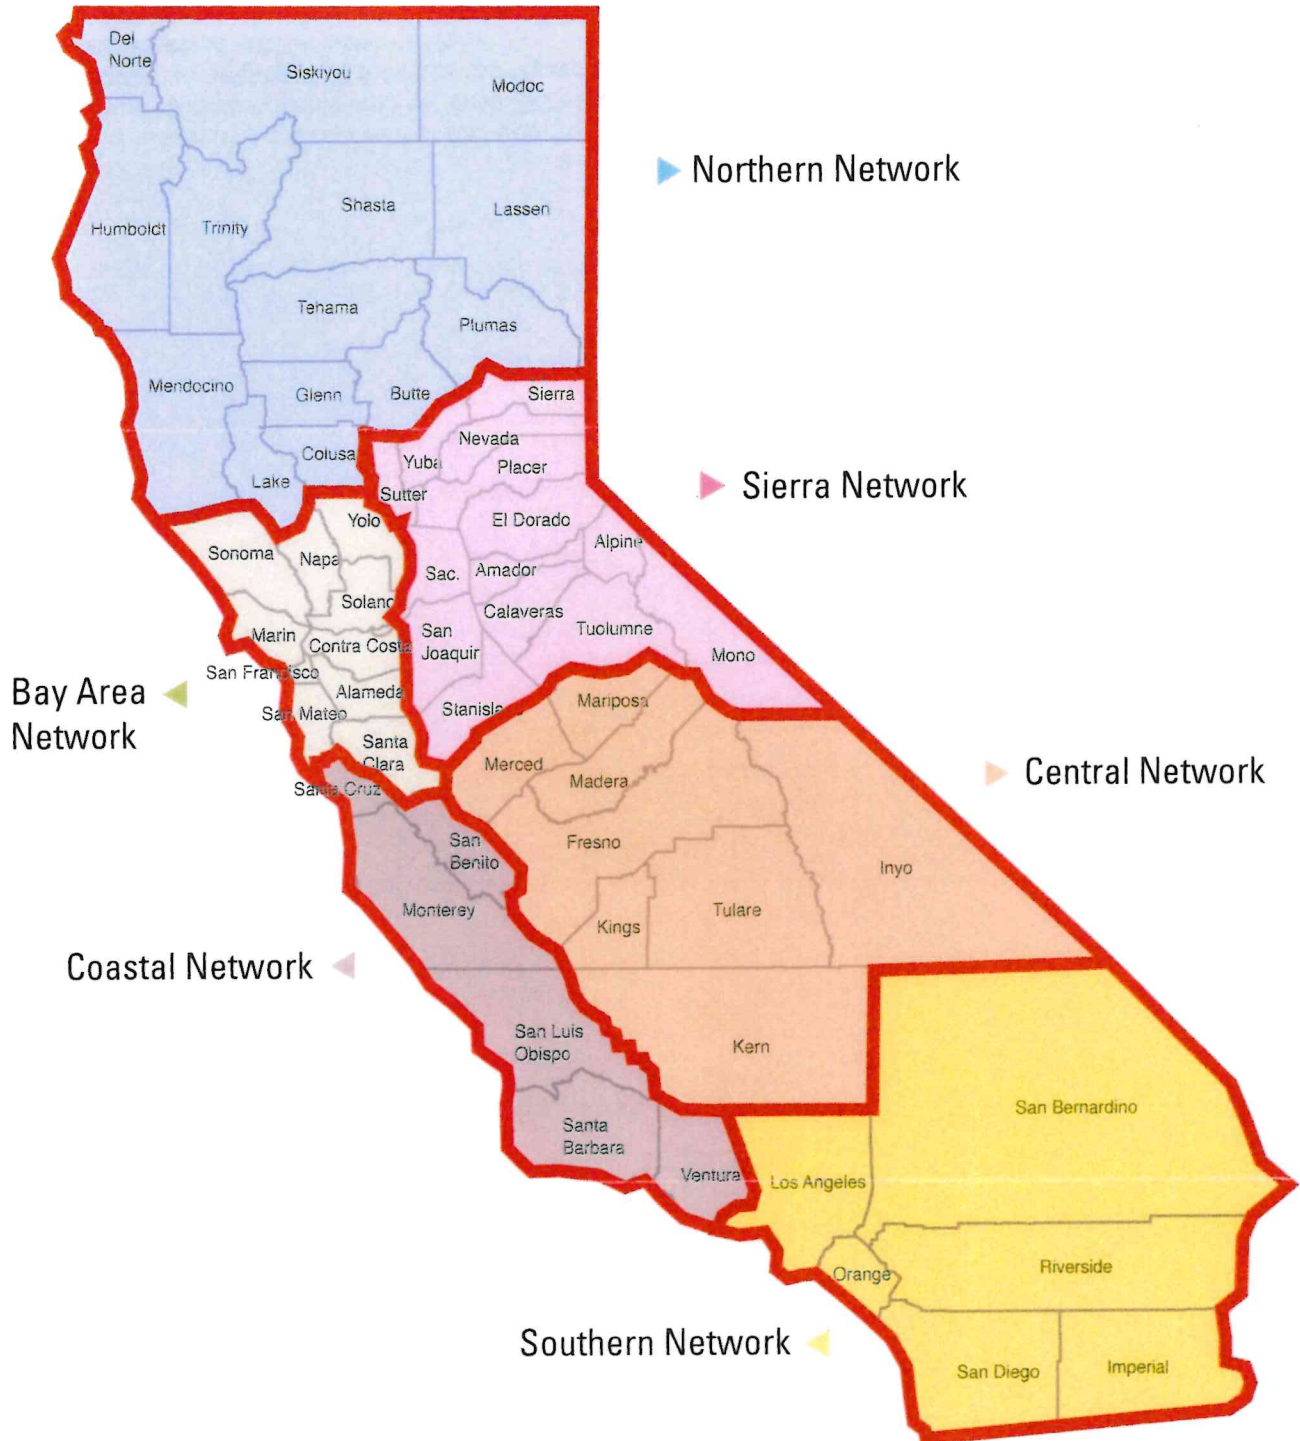 Del
Norte
Siskiyou
Modoc
Northern Network
Shasta
Lassen
Humboldt
Trinity
Tehama
Plumas
Mendocino
Glenn
Butte
Sierra
Nevada
Colusa
Yuba
Placer
Lake
Sutter
Sierra Network
Yolo
El Dorado
Alpine
Sonoma
Napa
Sac.
Amador
Solano
Calaveras
Marin
Contra Costa
San
Joaquin
Tuolumne
Mono
San Francisco
Bay Area
Network
Alameda
San Mateo
Stanisla
Mariposa
Santa
Clara
Merced
Madera
Central Network
Santa Cruz
San
Benito
Fresno
Inyo
Monterey
Kings
Tulare
Coastal Network
San Luis
Obispo
Kern
San Bernardino
Santa
Barbara
Ventura
Los Angeles
Orange
Riverside
Southern Network
San Diego
Imperial